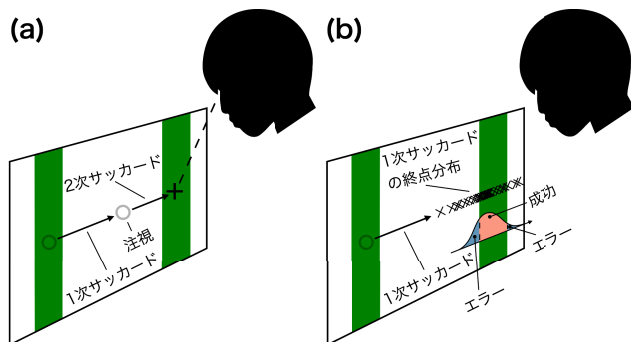 (a)
2次サッカード
注視
1次サッカード
(b)
1次サッカード
の終点分布
成功
エラー
1次サッカード
エラー